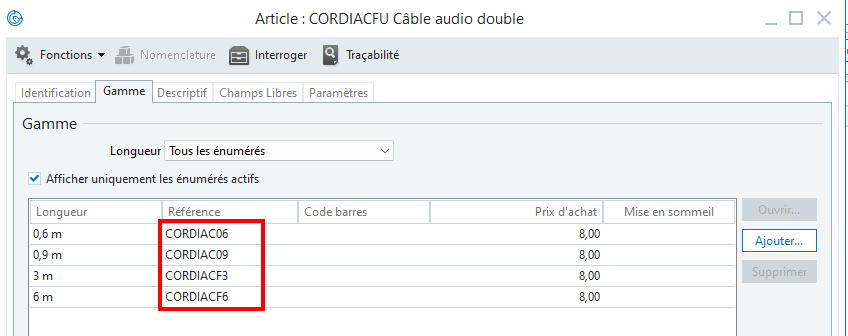 Article : CORDIACFU Câble audio double
Fonctions Nomenclature Interroger Traçabilité
Identification Gamme Descriptif Champs Libres Paramètres
Gamme
Longueur Tous les énumérés
Afficher uniquement les énumérés actifs
Longueur Référence Code barres Prix d'achat Mise en sommeil Ouvrir...
0,6 m CORDIAC06 8,00
0,9 m CORDIAC09 8,00 Ajouter...
3 m CORDIACF3 8,00 Supprimer
6 m CORDIACF6 8,00